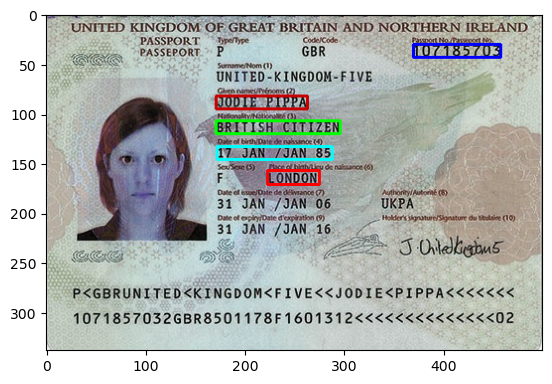 UNITED KINGDOM OF GREAT BRITAIN AND NORTHERN IRELAND
PASSPORT
PASSEPORT
Type/Type
Code/Code
Passport No./Passeport No.
P
GBR
107185703
Surname/Nom (1)
UNITED-KINGDOM-FIVE
Given names/Prénoms (2)
JODIE PIPPA
Nationality/Nationalité (3)
BRITISH CITIZEN
Date of birth/Date de naissance (4)
17 JAN /JAN 85
Sex/Sexe (5)
Place of birth/Lieu de naissance (6)
F
LONDON
Date of issue/Date de délivrance (7)
Authority/Autorité (8)
31 JAN /JAN 06
UKPA
Date of expiry/Date d'expiration (9)
Holder's signature/Signature du titulaire (10)
31 JAN /JAN 16
J. UnitedKingdom5
P<GBRUNITED<KINGDOM<FIVE<<JODIE<PIPPA<<<<<<<
1071857032GBR8501178F1601312<<<<<<<<<<<<<<02
0
50
100
150
200
250
300
0
100
200
300
400